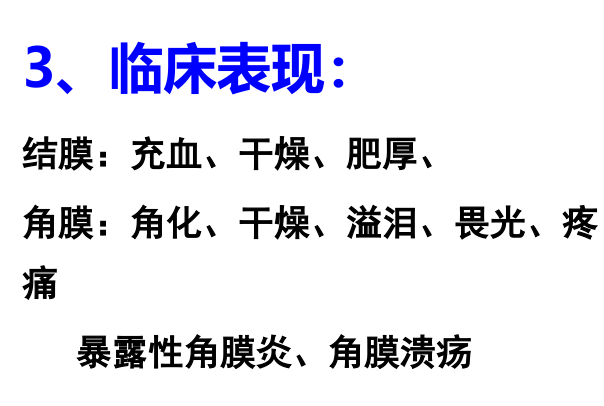 3、临床表现：
结膜：充血、干燥、肥厚、
角膜：角化、干燥、溢泪、畏光、疼
痛
暴露性角膜炎、角膜溃疡